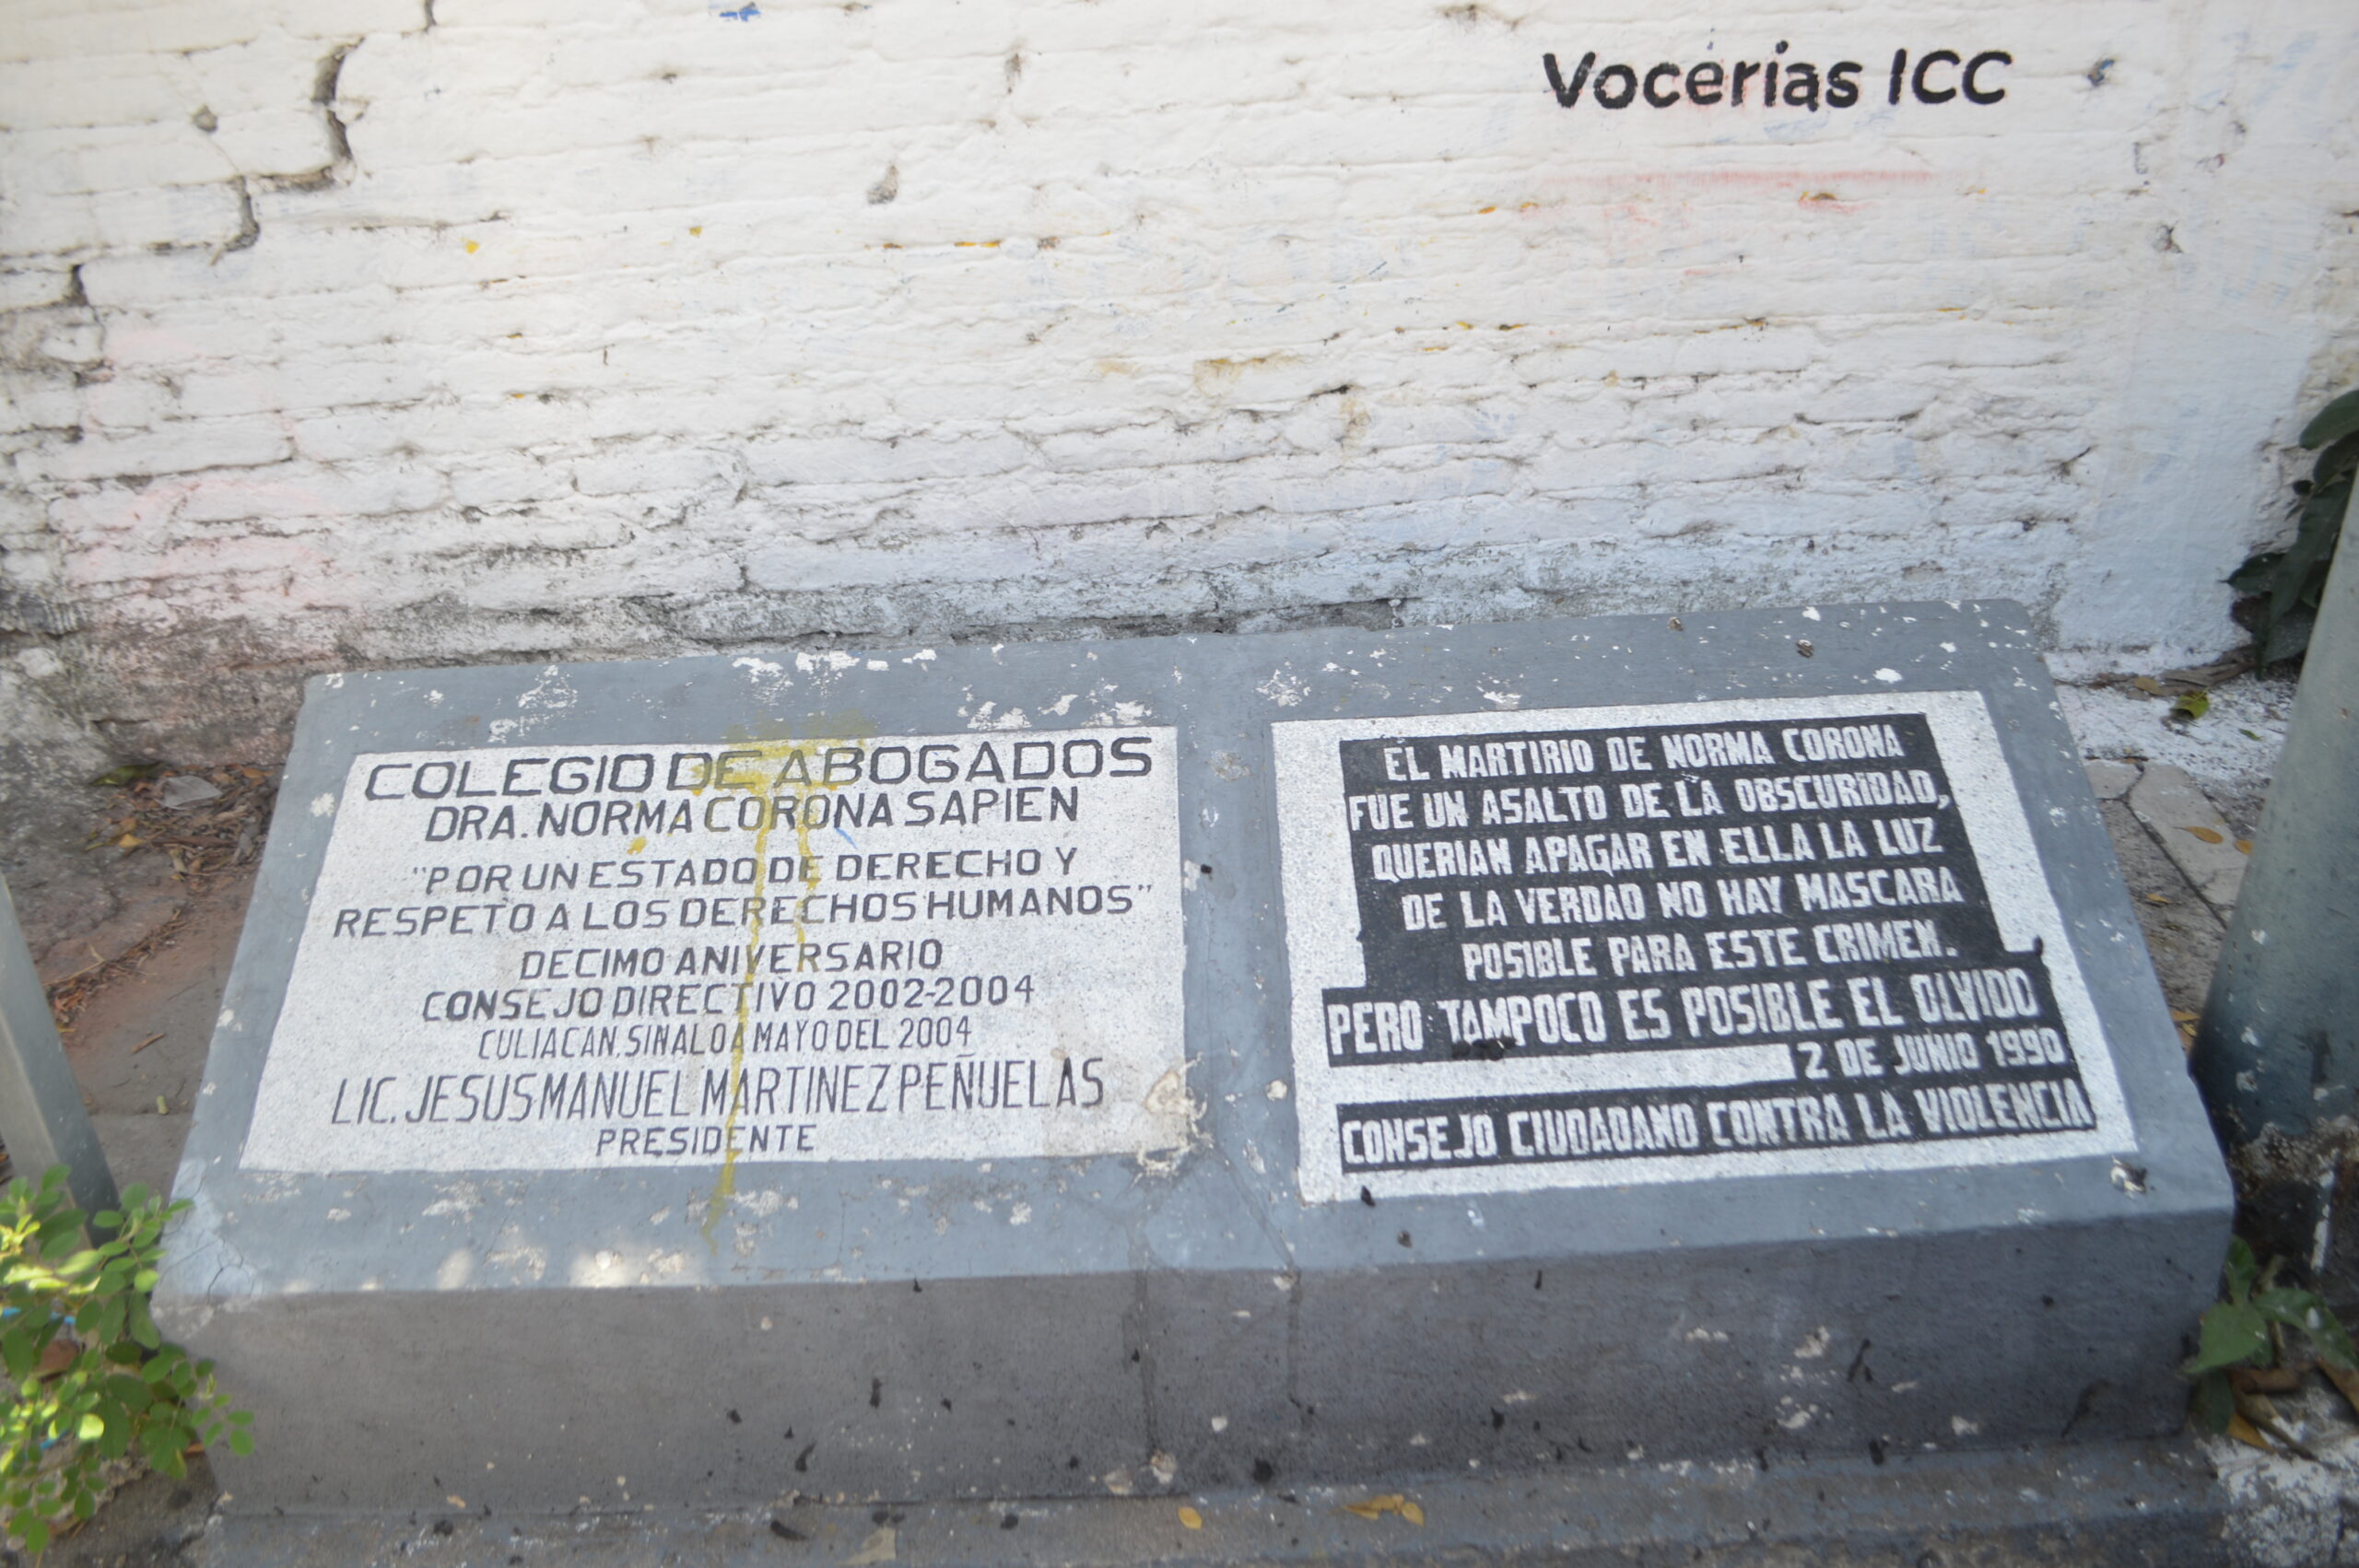 Vocerias ICC
COLEGIO DE ABOGADOS
DRA. NORMA CORONA SAPIEN
"POR UN ESTADO DE DERECHO Y
RESPETO A LOS DERECHOS HUMANOS"
DECIMO ANIVERSARIO
CONSEJO DIRECTIVO 2002-2004
CULIACAN, SINALOA MAYO DEL 2004
LIC. JESUS MANUEL MARTINEZ PEÑUELAS
PRESIDENTE
EL MARTIRIO DE NORMA CORONA
FUE UN ASALTO DE LA OBSCURIDAD,
QUERIAN APAGAR EN ELLA LA LUZ
DE LA VERDAD NO HAY MASCARA
POSIBLE PARA ESTE CRIMEN.
PERO TAMPOCO ES POSIBLE EL OLVIDO
2 DE JUNIO 1990
CONSEJO CIUDADANO CONTRA LA VIOLENCIA